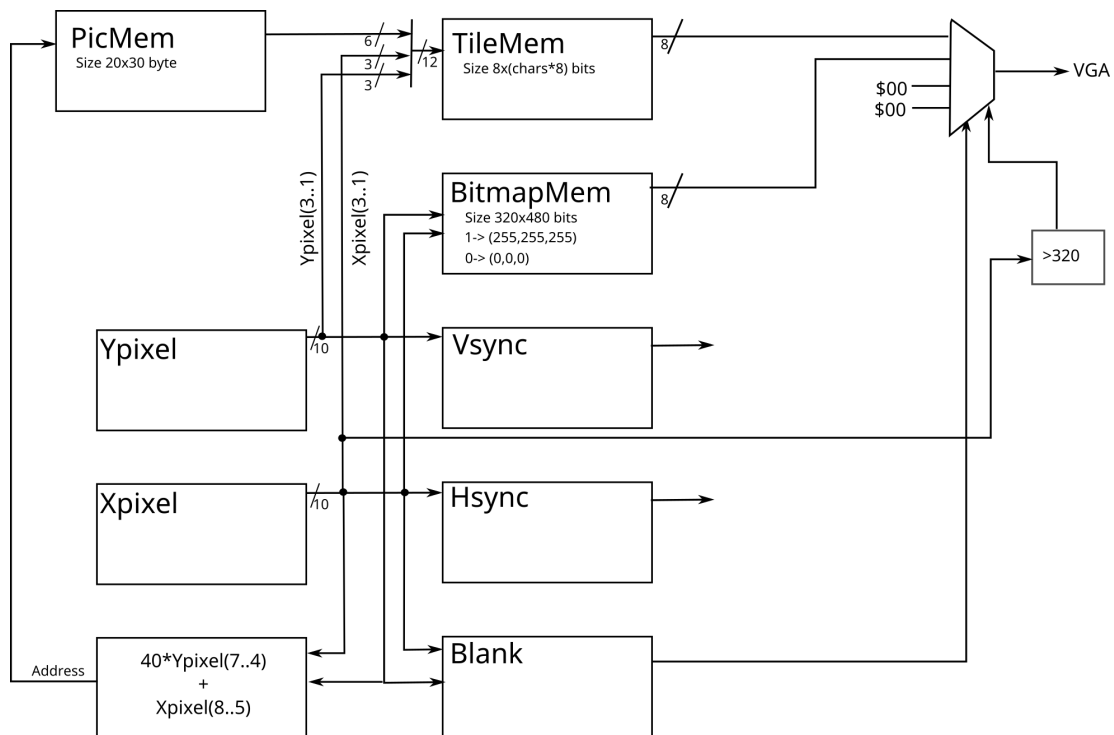 PicMem
Size 20x30 byte
6
3
3
12
TileMem
Size 8x(chars*8) bits
8
$00
$00
VGA
Ypixel(3..1)
Xpixel(3..1)
BitmapMem
Size 320x480 bits
1-> (255,255,255)
0-> (0,0,0)
8
>320
Ypixel
10
Vsync
Xpixel
10
Hsync
Address
40*Ypixel(7..4)
+
Xpixel(8..5)
Blank